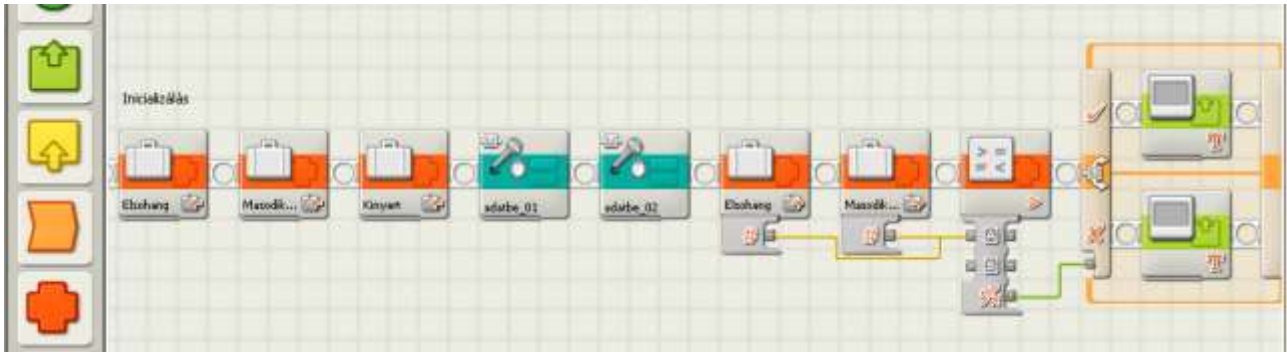 Inicializálás
Elsohang
Masodik...
Kinyert
adatbe_01
adatbe_02
Elsohang
Masodik...
A
B